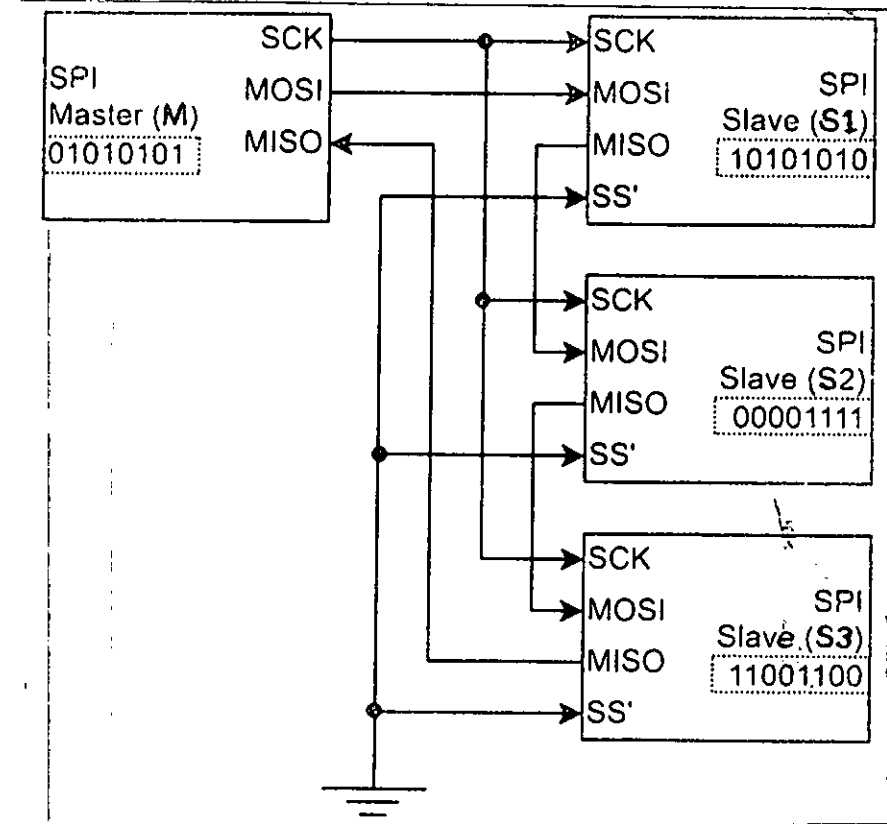 SPI
Master (M)
01010101
SCK
MOSI
MISO
SCK
MOSI
MISO
SS'
SPI
Slave (S1)
10101010
SCK
MOSI
MISO
SS'
SPI
Slave (S2)
00001111
SCK
MOSI
MISO
SS'
SPI
Slave (S3)
11001100